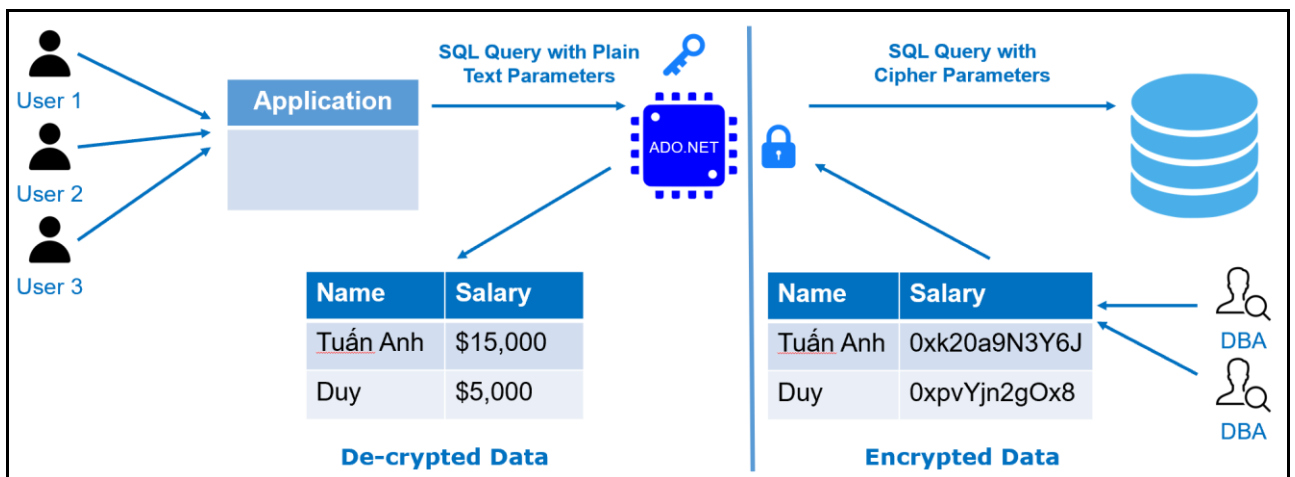 User 1
User 2
User 3
Application
SQL Query with Plain
Text Parameters
ADO.NET
SQL Query with
Cipher Parameters
Name Salary
Tuấn Anh $15,000
Duy $5,000
De-crypted Data
Name Salary
Tuấn Anh 0xk20a9N3Y6J
Duy 0xpvYjn2gOx8
Encrypted Data
DBA
DBA